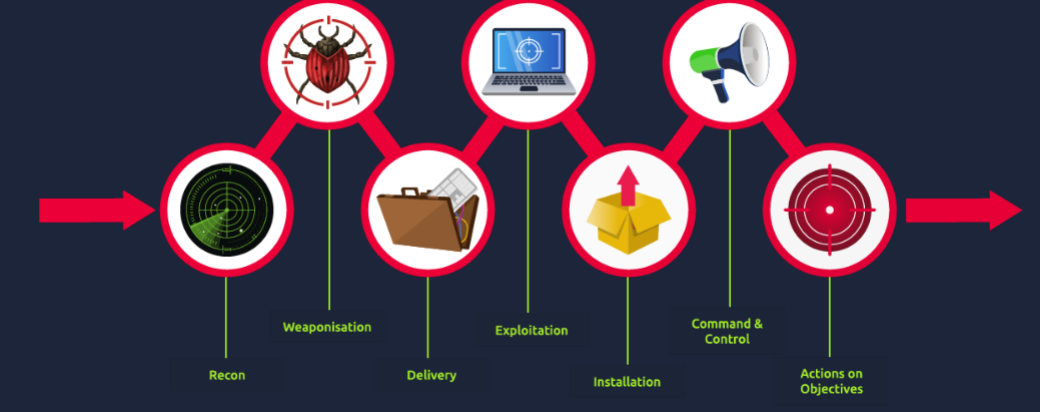 Recon
Weaponisation
Delivery
Exploitation
Installation
Command &
Control
Actions on
Objectives